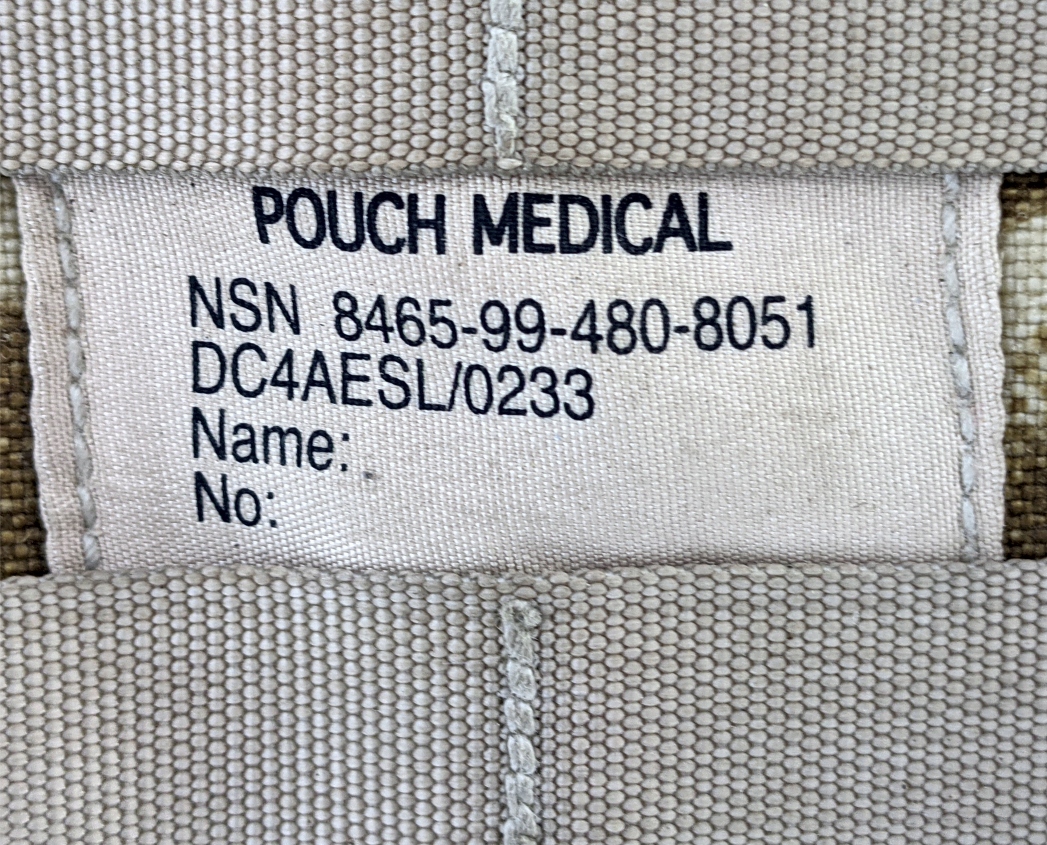 POUCH MEDICAL
NSN 8465-99-480-8051
DC4AESL/0233
Name:
No: